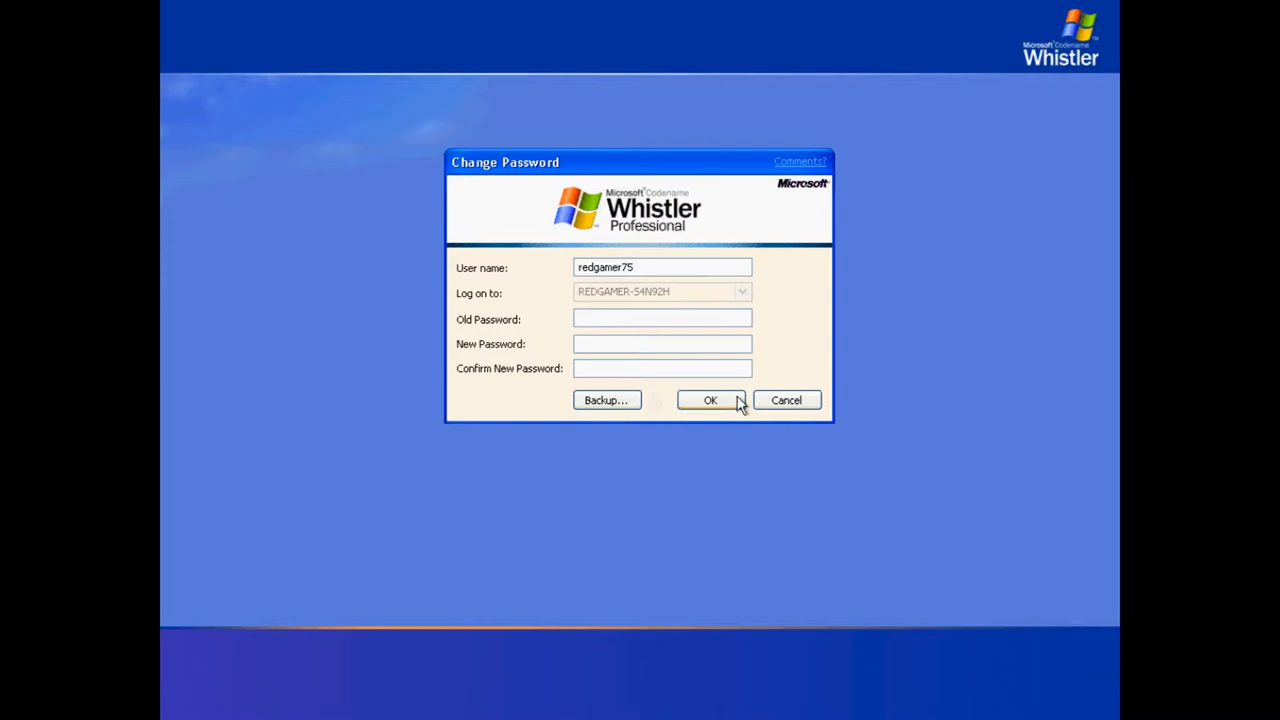 Microsoft Codename
Whistler
Change Password
Comments?
Microsoft
Microsoft Codename
Whistler
Professional
User name:
redgamer75
Log on to:
REDGAMER-54N92H
Old Password:
New Password:
Confirm New Password:
Backup...
OK
Cancel